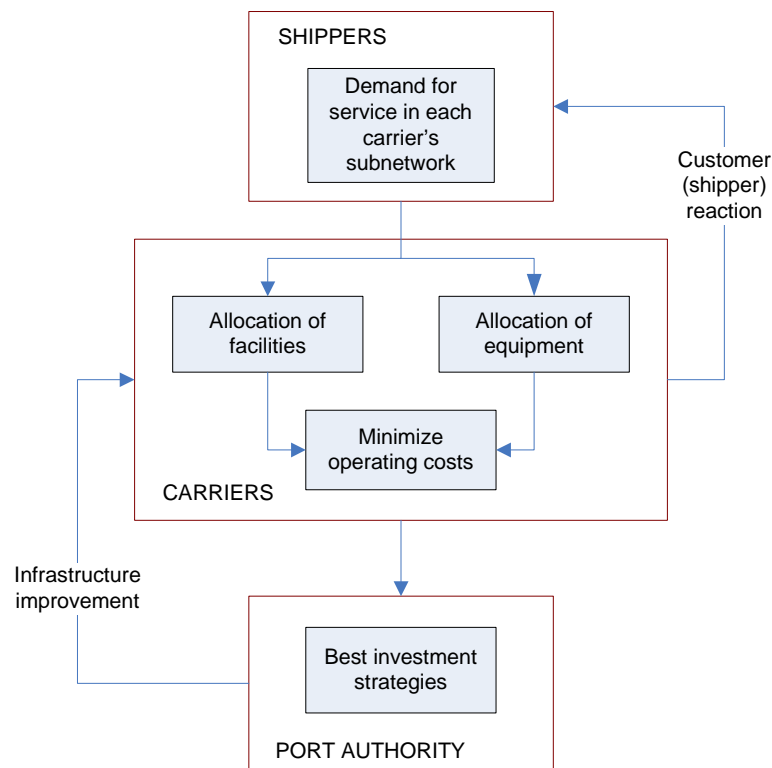 SHIPPERS
Demand for
service in each
carrier's
subnetwork
Customer
(shipper)
reaction
Allocation of
facilities
Allocation of
equipment
Minimize
operating costs
CARRIERS
Infrastructure
improvement
Best investment
strategies
PORT AUTHORITY